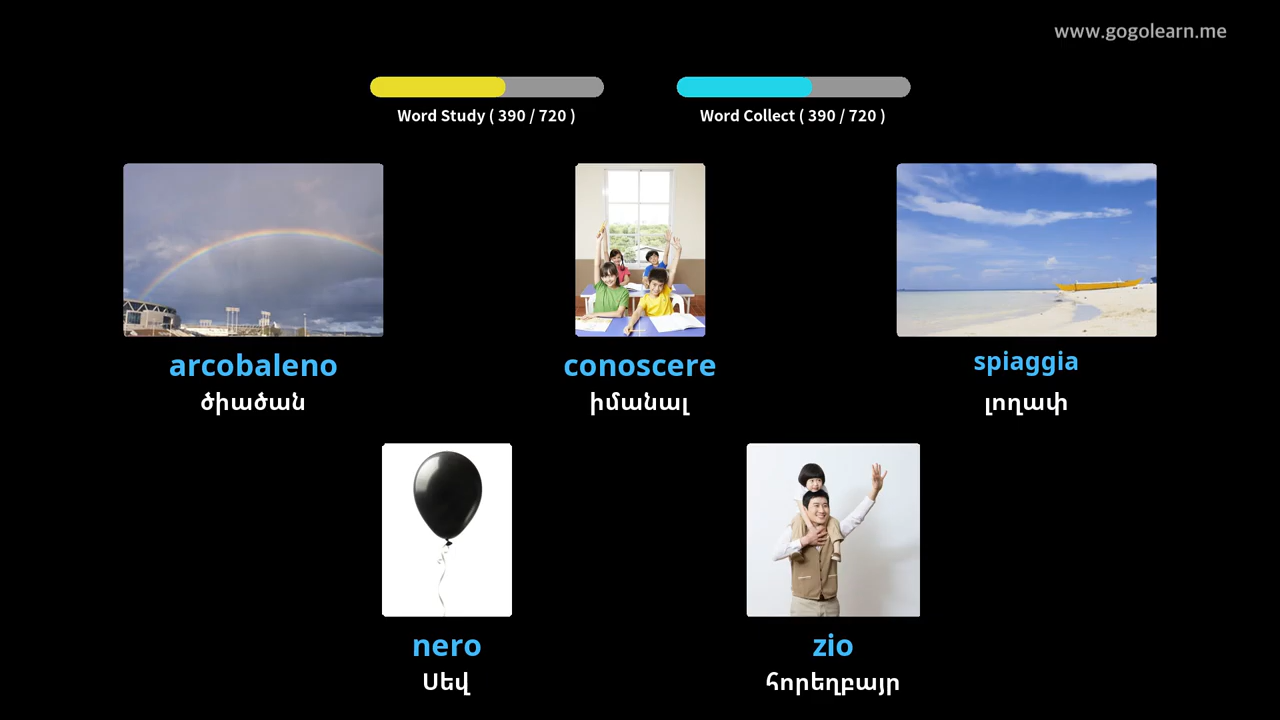 www.gogolearn.me
Word Study ( 390 / 720 )
Word Collect ( 390 / 720 )
arcobaleno
ծիածան
conoscere
իմանալ
spiaggia
լողափ
nero
Սեվ
zio
հորեղբայր